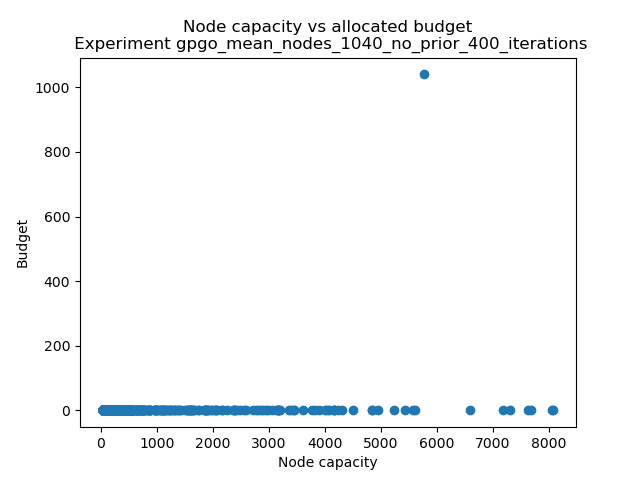 Node capacity vs allocated budget
Experiment gpgo_mean_nodes_1040_no_prior_400_iterations
1000
800
600
400
200
0
Budget
0 1000 2000 3000 4000 5000 6000 7000 8000
Node capacity